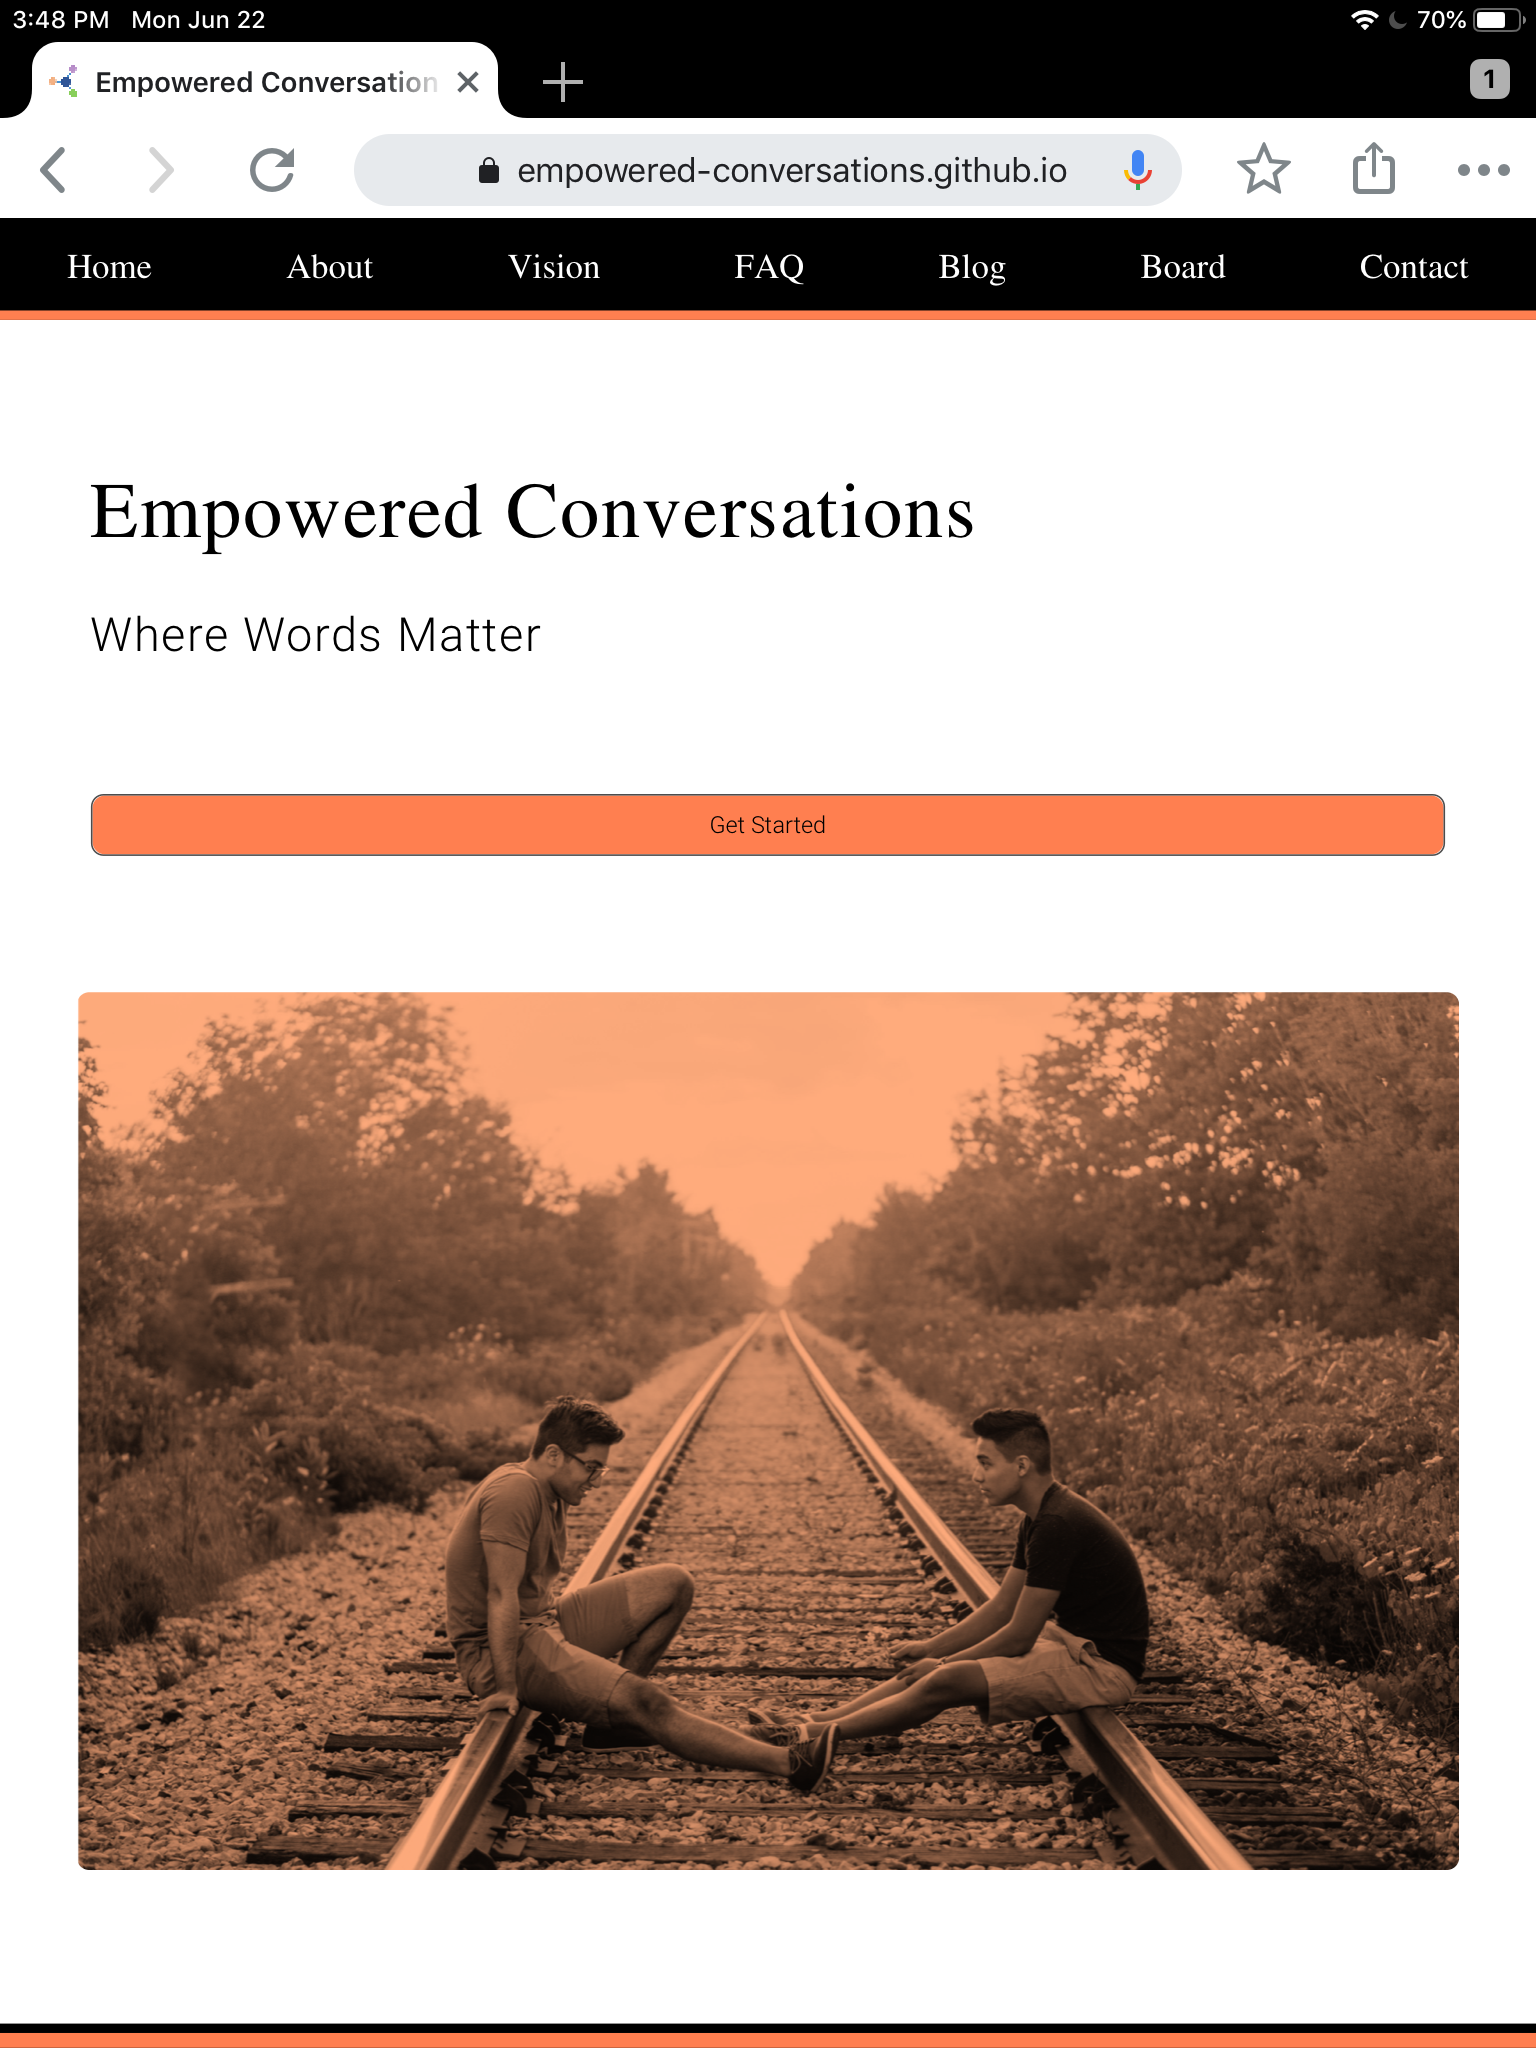 3:48 PM Mon Jun 22 70%
Empowered Conversation
1
empowered-conversations.github.io
Home About Vision FAQ Blog Board Contact
Empowered Conversations
Where Words Matter
Get Started